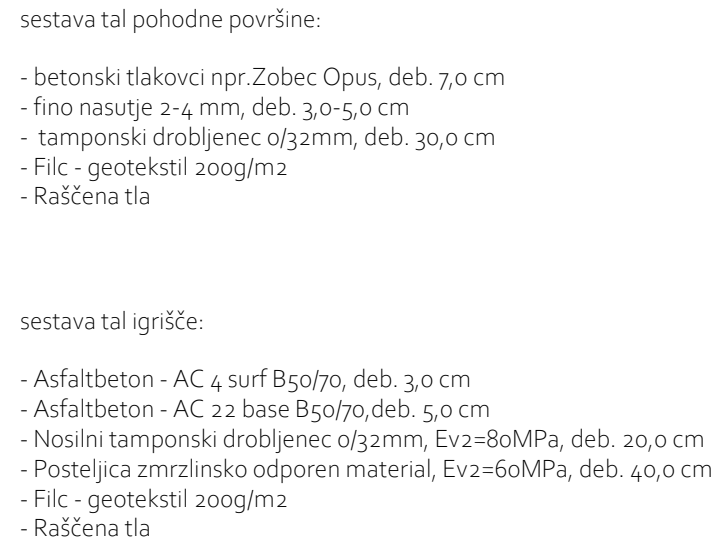 sestava tal pohodne površine:
- betonski tlakovci npr.Zobec Opus, deb. 7,0 cm
- fino nasutje 2-4 mm, deb. 3,0-5,0 cm
- tamponski drobljenec 0/32mm, deb. 30,0 cm
- Filc - geotekstil 200g/m2
- Raščena tla
sestava tal igrišče:
- Asfaltbeton - AC 4 surf B50/70, deb. 3,0 cm
- Asfaltbeton - AC 22 base B50/70,deb. 5,0 cm
- Nosilni tamponski drobljenec 0/32mm, Ev2=80MPa, deb. 20,0 cm
- Posteljica zmrzlinsko odporen material, Ev2=60MPa, deb. 40,0 cm
- Filc - geotekstil 200g/m2
- Raščena tla